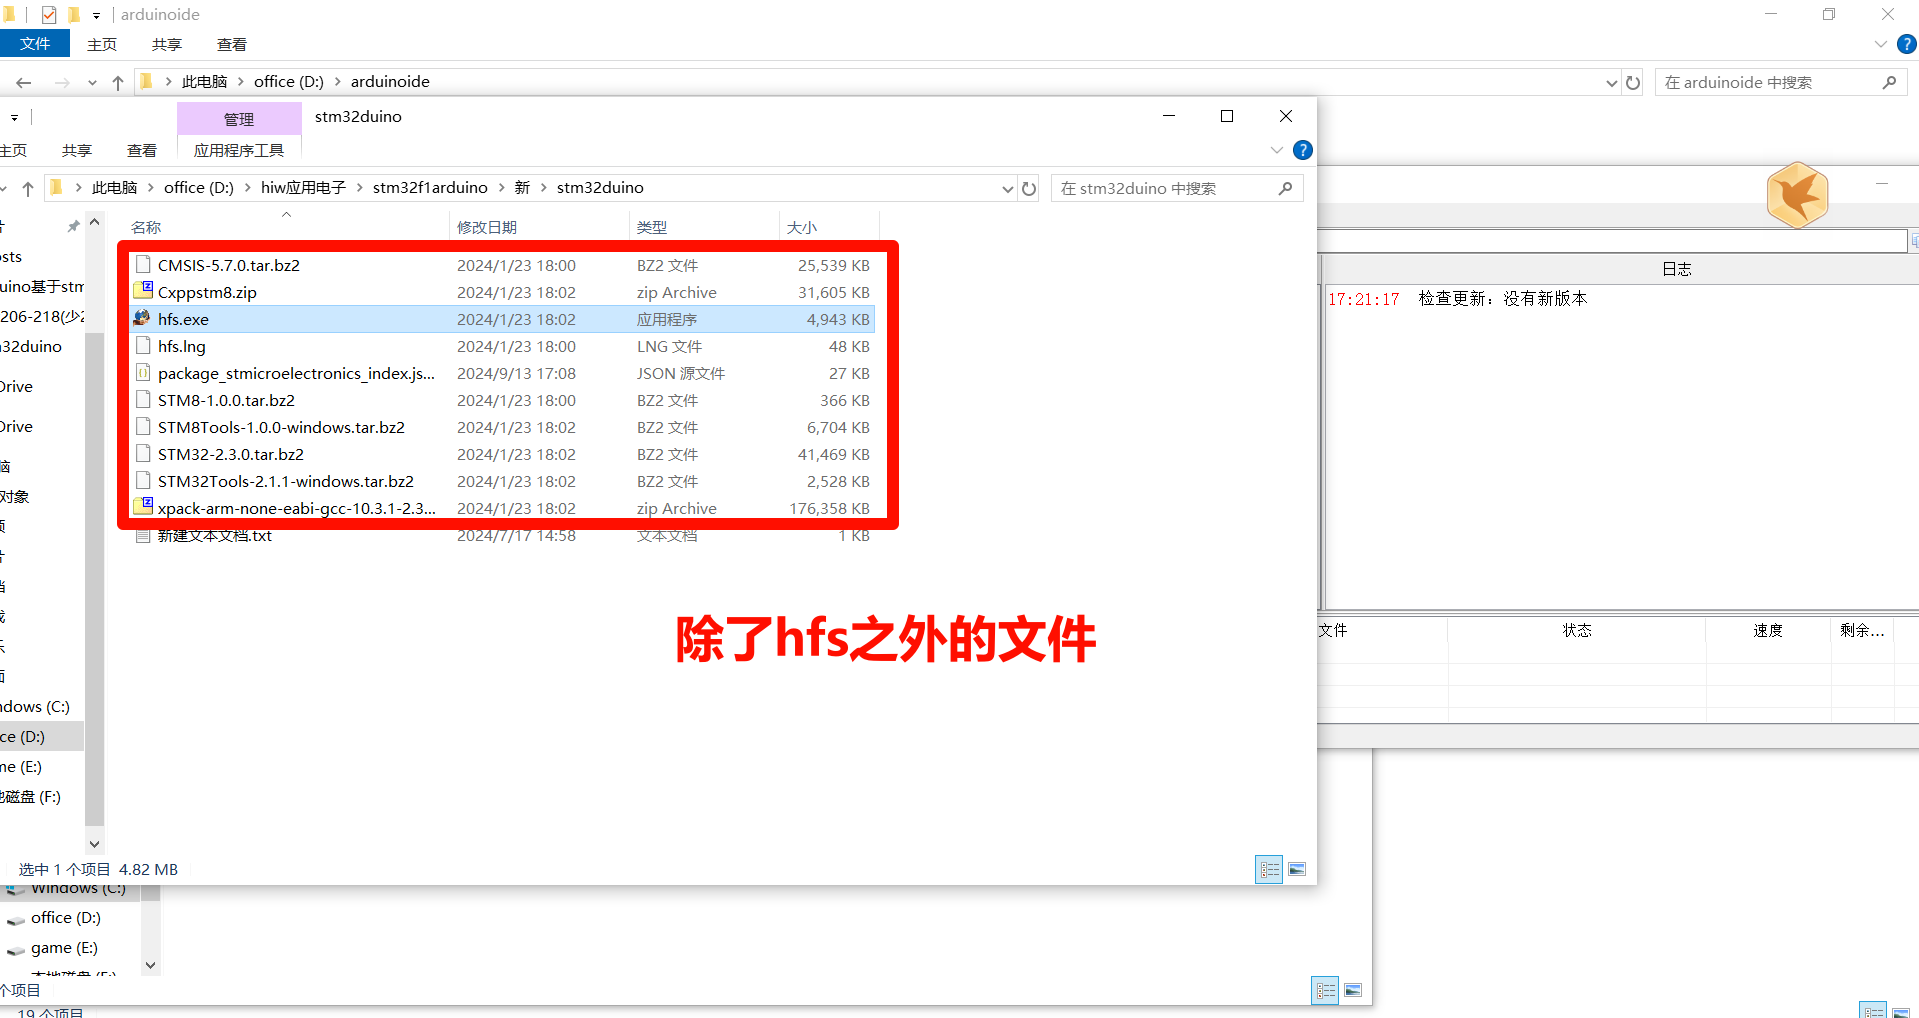 arduinoide
文件 主页 共享 查看
此电脑 office (D:) arduinoide
在 arduinoide 中搜索
管理 stm32duino
主页 共享 查看 应用程序工具
此电脑 office (D:) hiw应用电子 stm32f1arduino 新 stm32duino
在 stm32duino 中搜索
名称 修改日期 类型 大小
CMSIS-5.7.0.tar.bz2 2024/1/23 18:00 BZ2 文件 25,539 KB
Cxppstm8.zip 2024/1/23 18:02 zip Archive 31,605 KB
hfs.exe 2024/1/23 18:02 应用程序 4,943 KB
hfs.lng 2024/1/23 18:00 LNG 文件 48 KB
package_stmicroelectronics_index.js... 2024/9/13 17:08 JSON 源文件 27 KB
STM8-1.0.0.tar.bz2 2024/1/23 18:00 BZ2 文件 366 KB
STM8Tools-1.0.0-windows.tar.bz2 2024/1/23 18:02 BZ2 文件 6,704 KB
STM32-2.3.0.tar.bz2 2024/1/23 18:02 BZ2 文件 41,469 KB
STM32Tools-2.1.1-windows.tar.bz2 2024/1/23 18:02 BZ2 文件 2,528 KB
xpack-arm-none-eabi-gcc-10.3.1-2.3... 2024/1/23 18:02 zip Archive 176,358 KB
新建文本文档.txt 2024/7/17 14:58 文本文档 1 KB
除了hfs之外的文件
osts
uino基于stm
206-218(少2
32duino
Drive
Drive
脑
对象
ndows (C:)
ce (D:)
me (E:)
地磁盘 (F:)
选中 1 个项目 4.82 MB
日志
17:21:17 检查更新：没有新版本
文件 状态 速度 剩余...
Windows (C:)
office (D:)
game (E:)
本地磁盘 (F:)
个项目
19 个项目